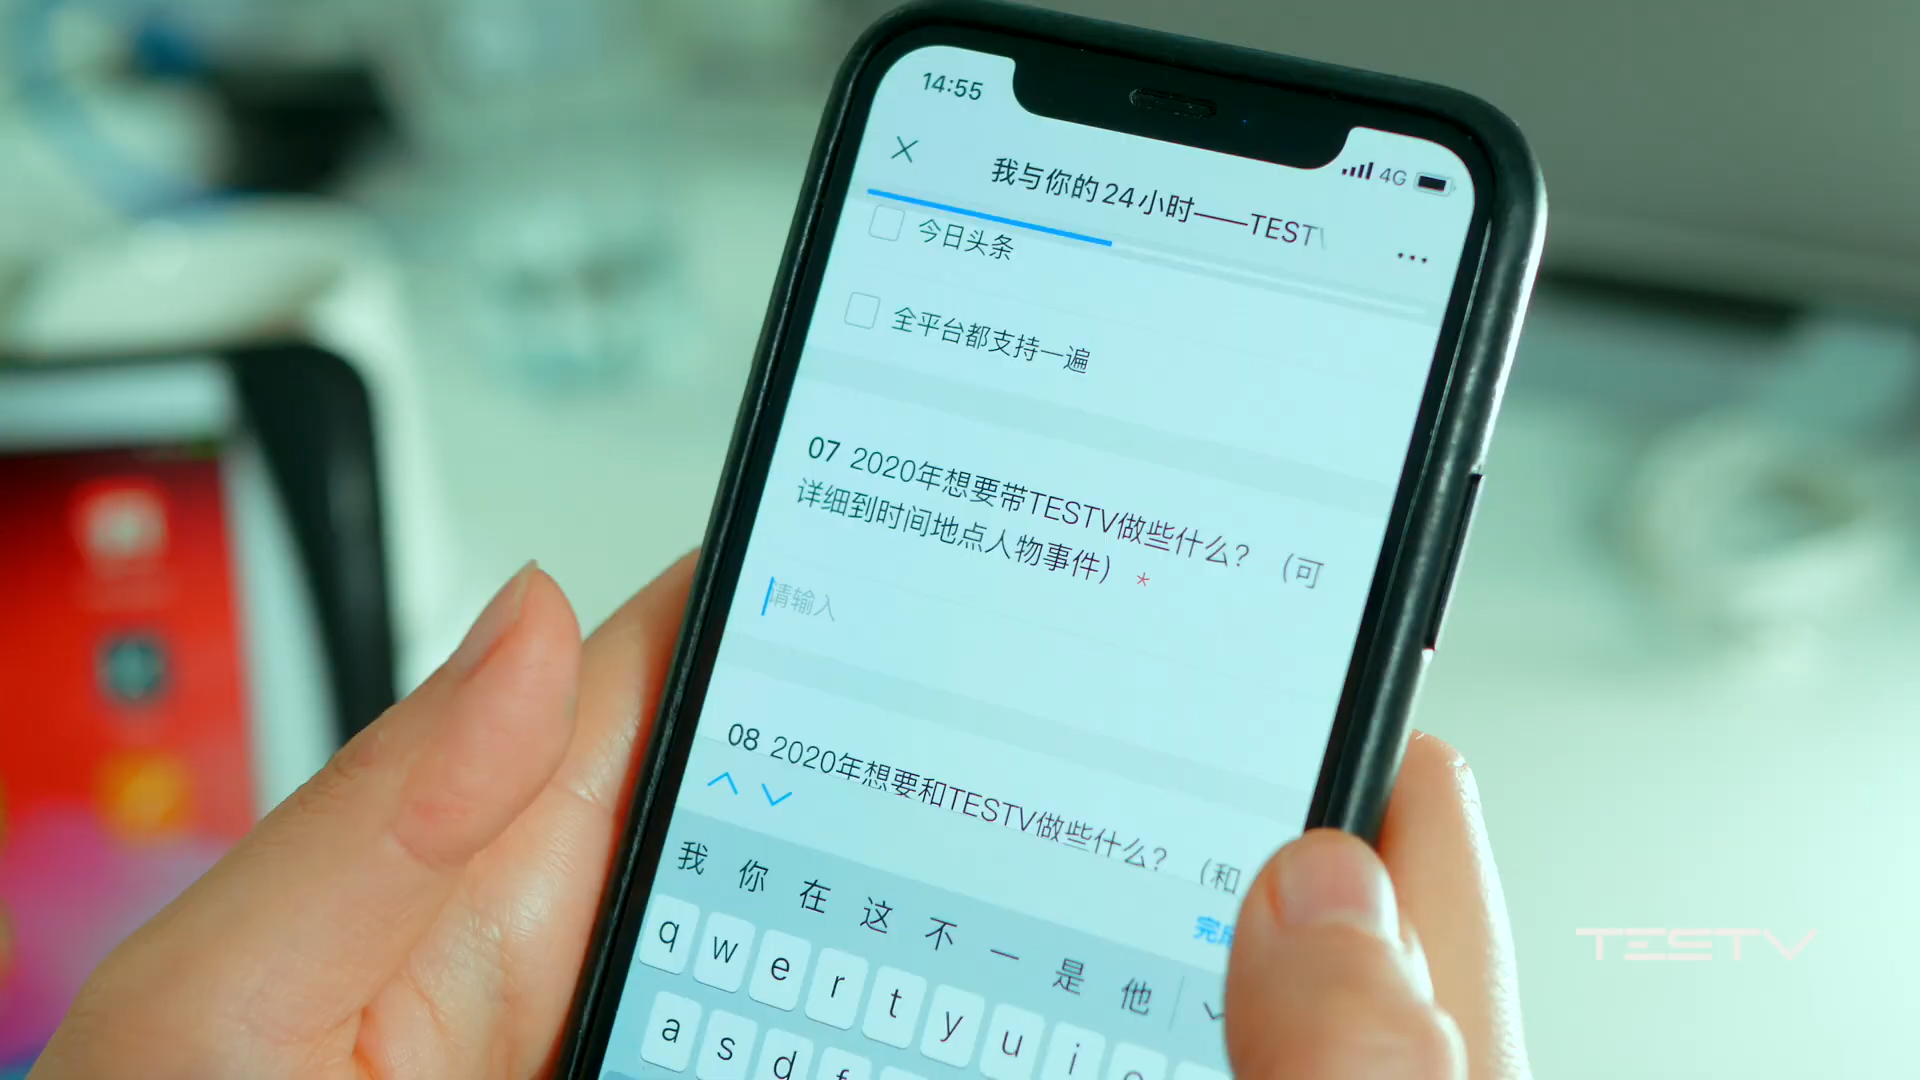 14:55
4G
我与你的24小时——TESTV
今日头条
全平台都支持一遍
07 2020年想要带TESTV做些什么？（可
详细到时间地点人物事件）*
请输入
08 2020年想要和TESTV做些什么？（和
完成
我 你 在 这 不 一 是 他
q w e r t y u i o
a s d f
TESTV